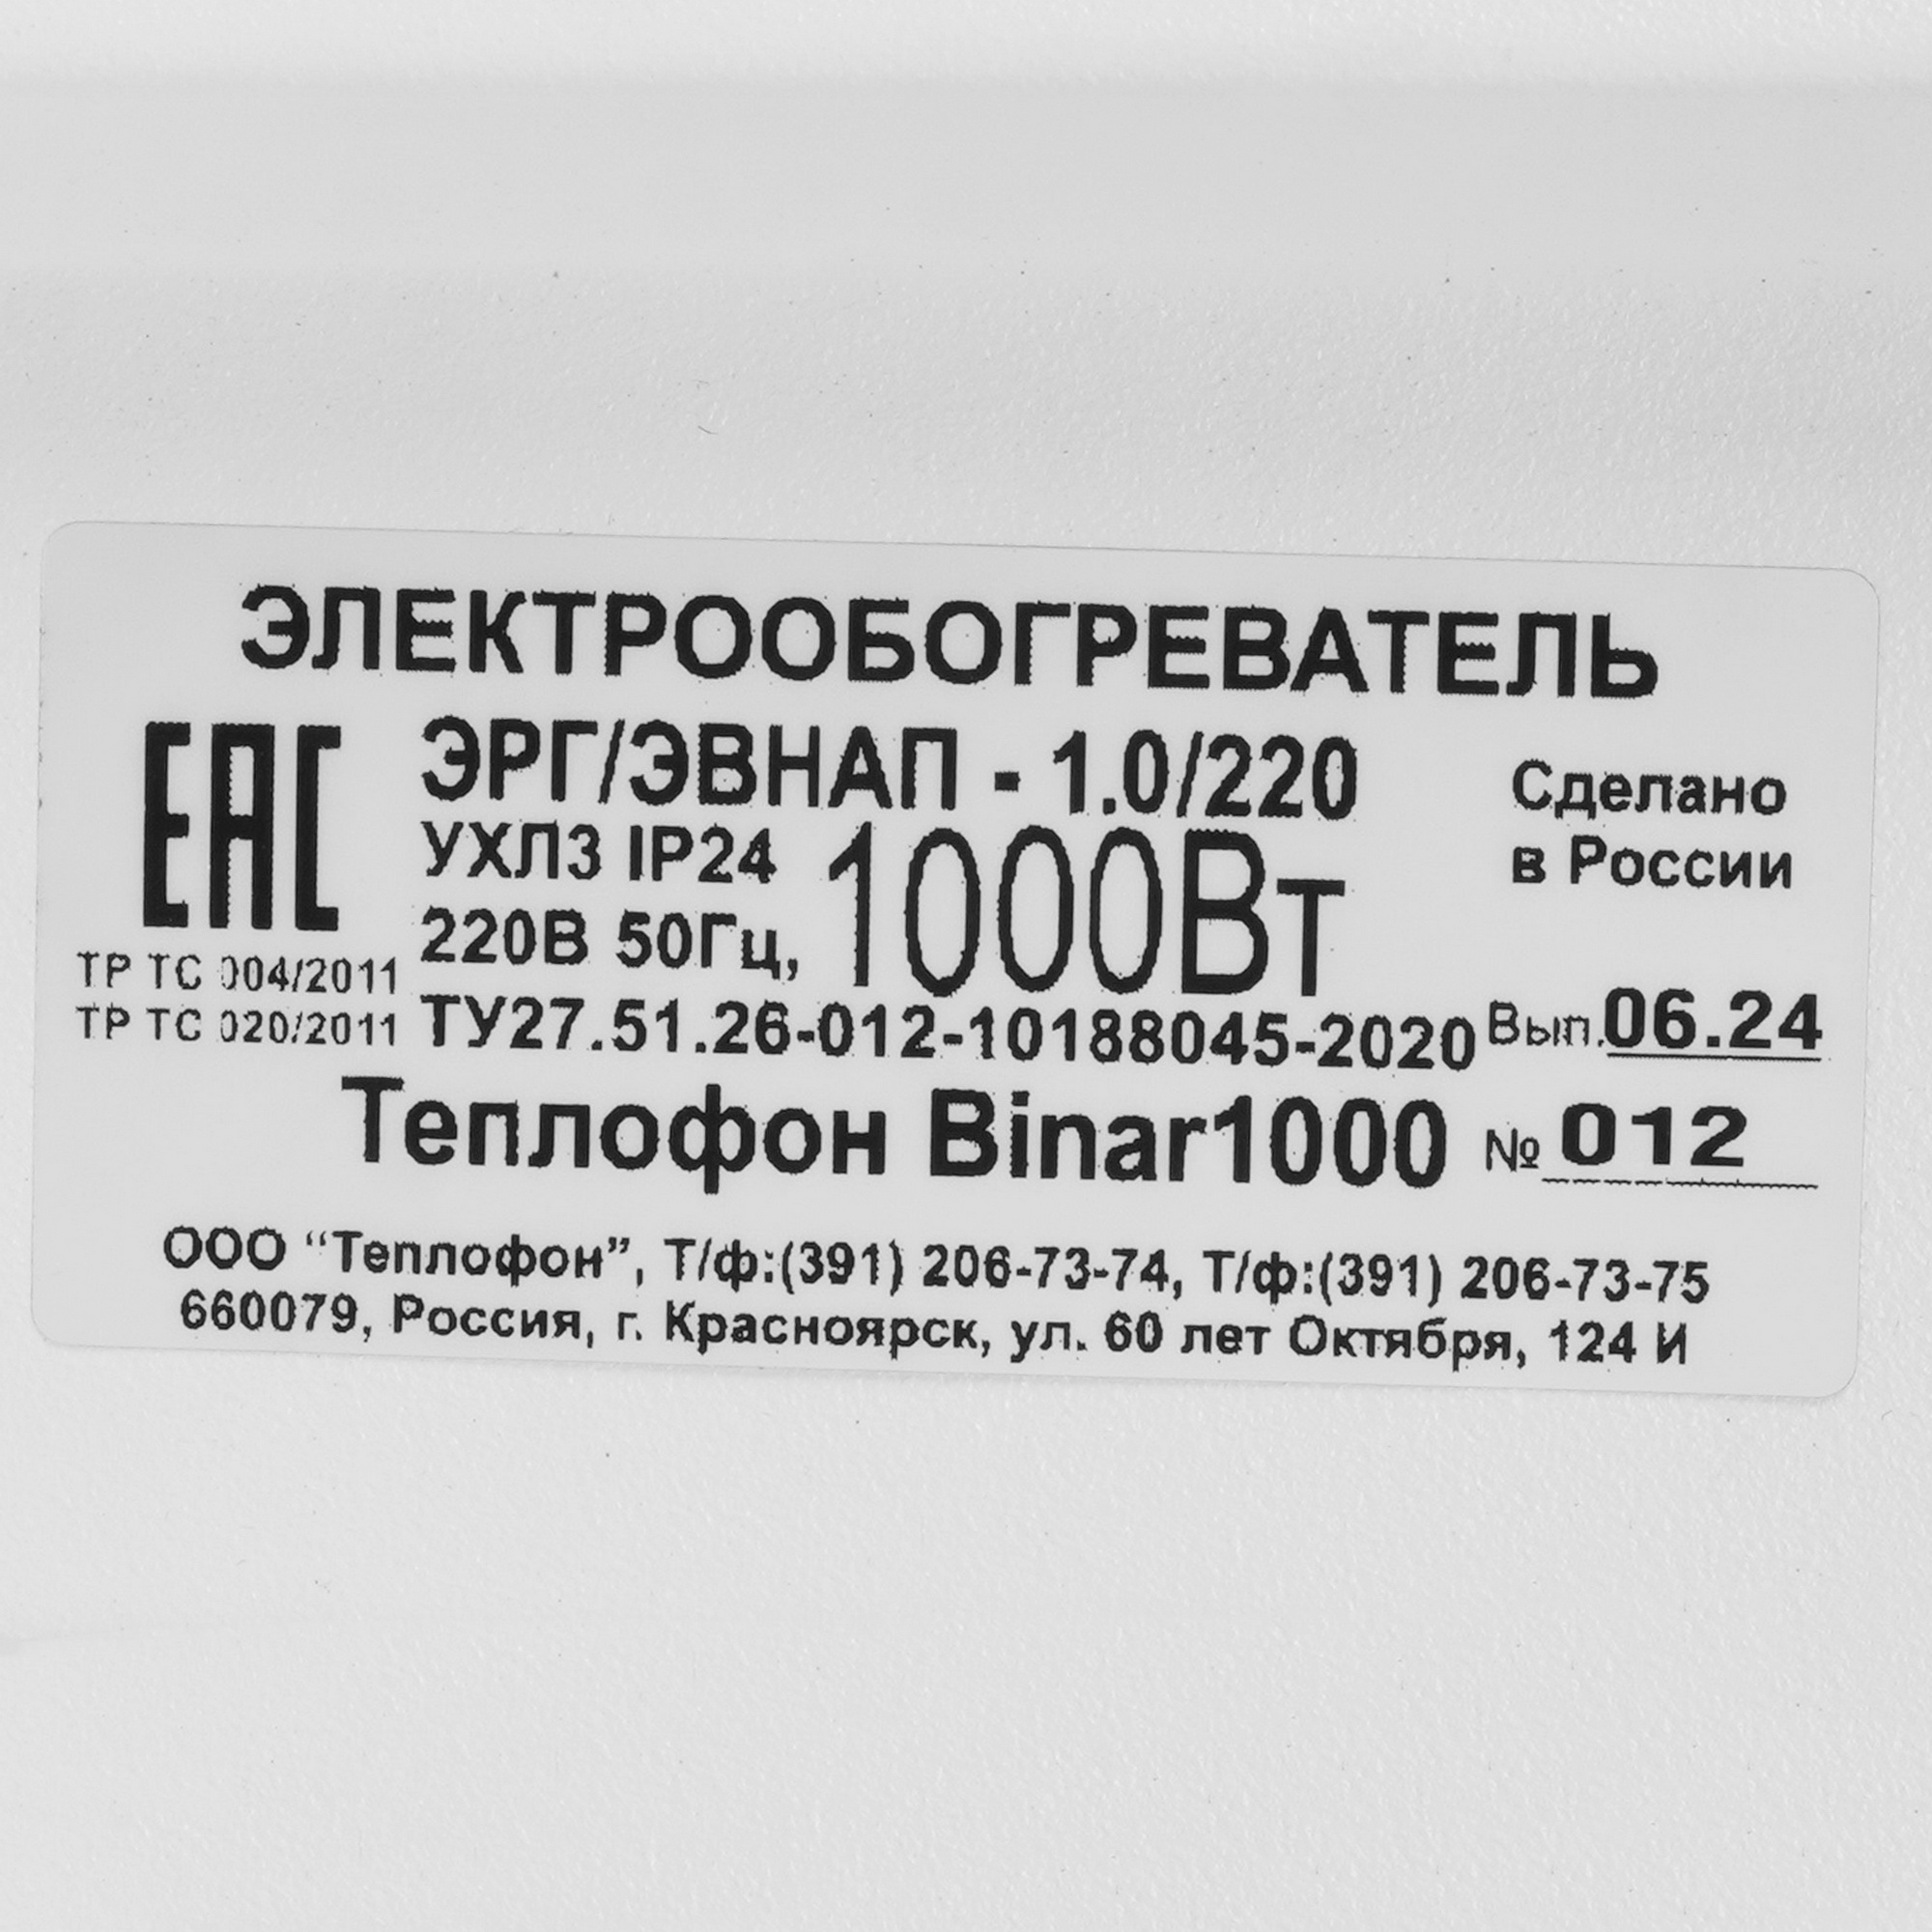 ЭЛЕКТРООБОГРЕВАТЕЛЬ
ЕАС
ТР ТС 004/2011
ТР ТС 020/2011
ЭРГ/ЭВНАП - 1.0/220
УХЛ3 IP24
220В 50Гц, 1000Вт
ТУ27.51.26-012-10188045-2020
Сделано
в России
Вып. 06.24
Теплофон Binar1000 № 012
ООО “Теплофон”, Т/ф:(391) 206-73-74, Т/ф:(391) 206-73-75
660079, Россия, г. Красноярск, ул. 60 лет Октября, 124 И